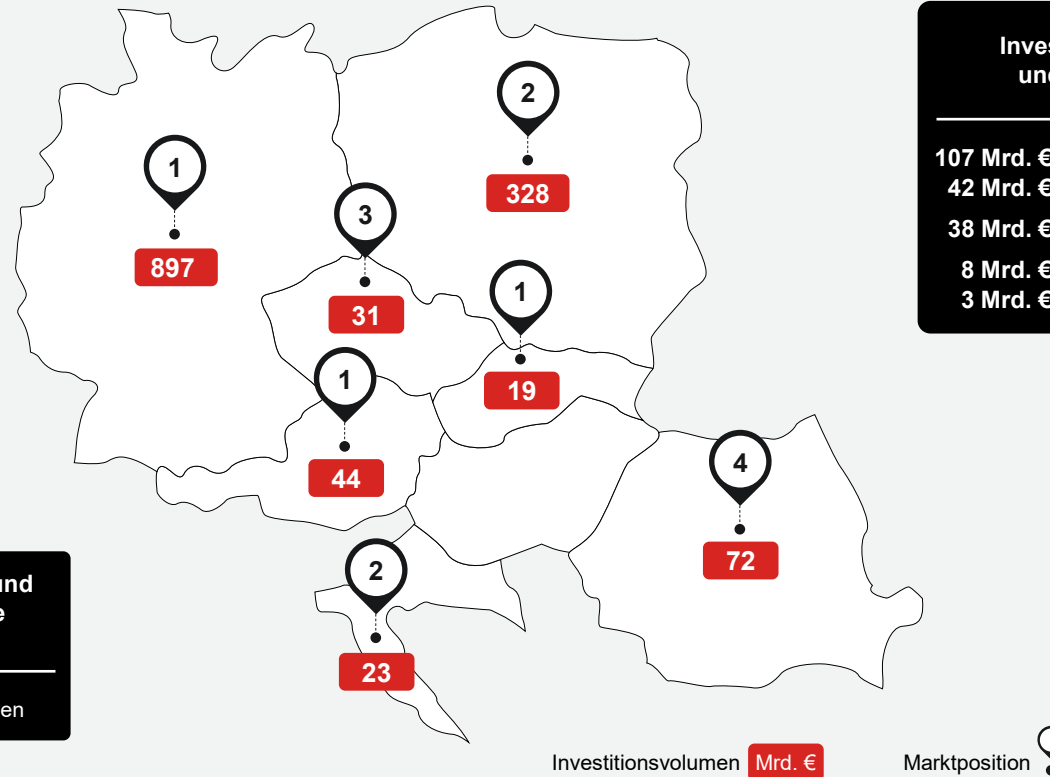 2
328
1
897
3
31
1
19
1
44
4
72
2
23
107 Mrd. €
42 Mrd. €
38 Mrd. €
8 Mrd. €
3 Mrd. €
Investitionsvolumen Mrd. €
Marktposition